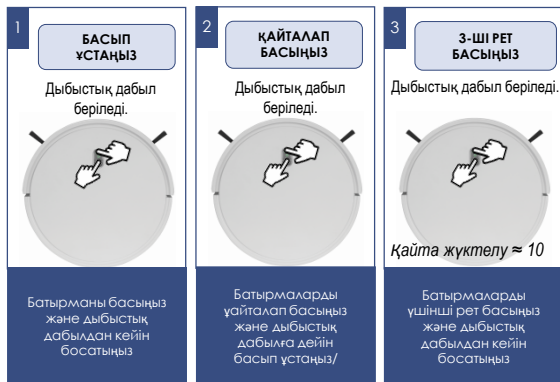 1
БАСЫП
ҰСТАҢЫЗ
Дыбыстық дабыл
беріледі.
Батырманы басыңыз
және дыбыстық
дабылдан кейін
босатыңыз
2
ҚАЙТАЛАП
БАСЫҢЫЗ
Дыбыстық дабыл
беріледі.
Батырмаларды
ұайталап басыңыз
және дыбыстық
дабылға дейін
басып ұстаңыз/
3
3-ШІ РЕТ
БАСЫҢЫЗ
Дыбыстық дабыл беріледі.
Қайта жүктелу ≈ 10
Батырмаларды
үшінші рет басыңыз
және дыбыстық
дабылдан кейін
босатыңыз